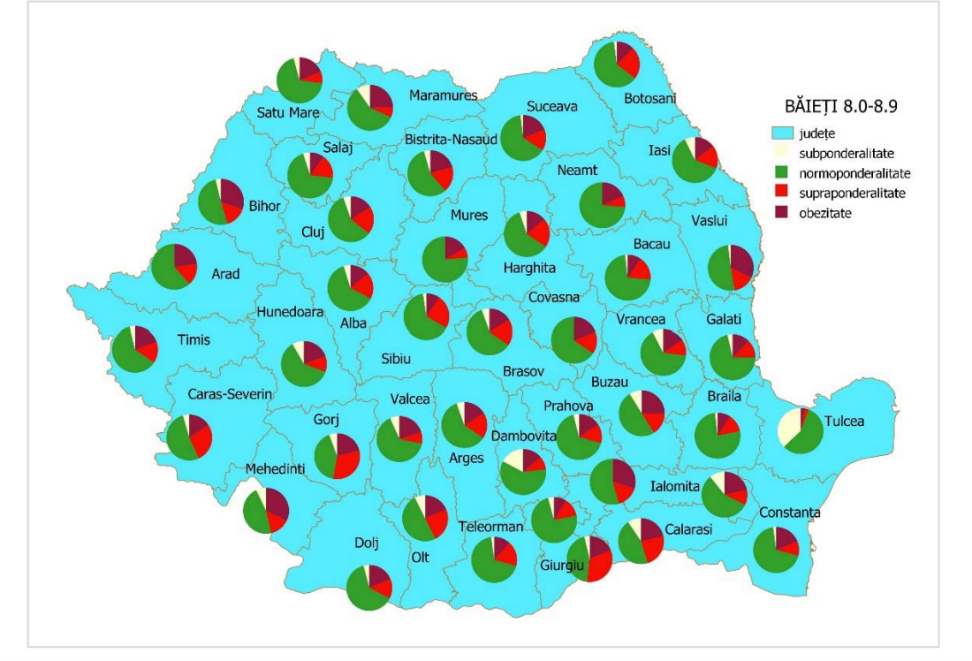 BĂIEȚI 8.0-8.9
județe
subponderalitate
normoponderalitate
supraponderalitate
obezitate
Satu Mare
Maramures
Suceava
Botosani
Salaj
Bistrita-Nasaud
Iasi
Neamt
Bihor
Cluj
Mures
Vaslui
Harghita
Bacau
Arad
Hunedoara
Alba
Covasna
Vrancea
Galati
Timis
Sibiu
Brasov
Caras-Severin
Valcea
Buzau
Braila
Gorj
Prahova
Tulcea
Dambovita
Arges
Mehedinti
Ialomita
Constanta
Teleorman
Calarasi
Dolj
Olt
Giurgiu